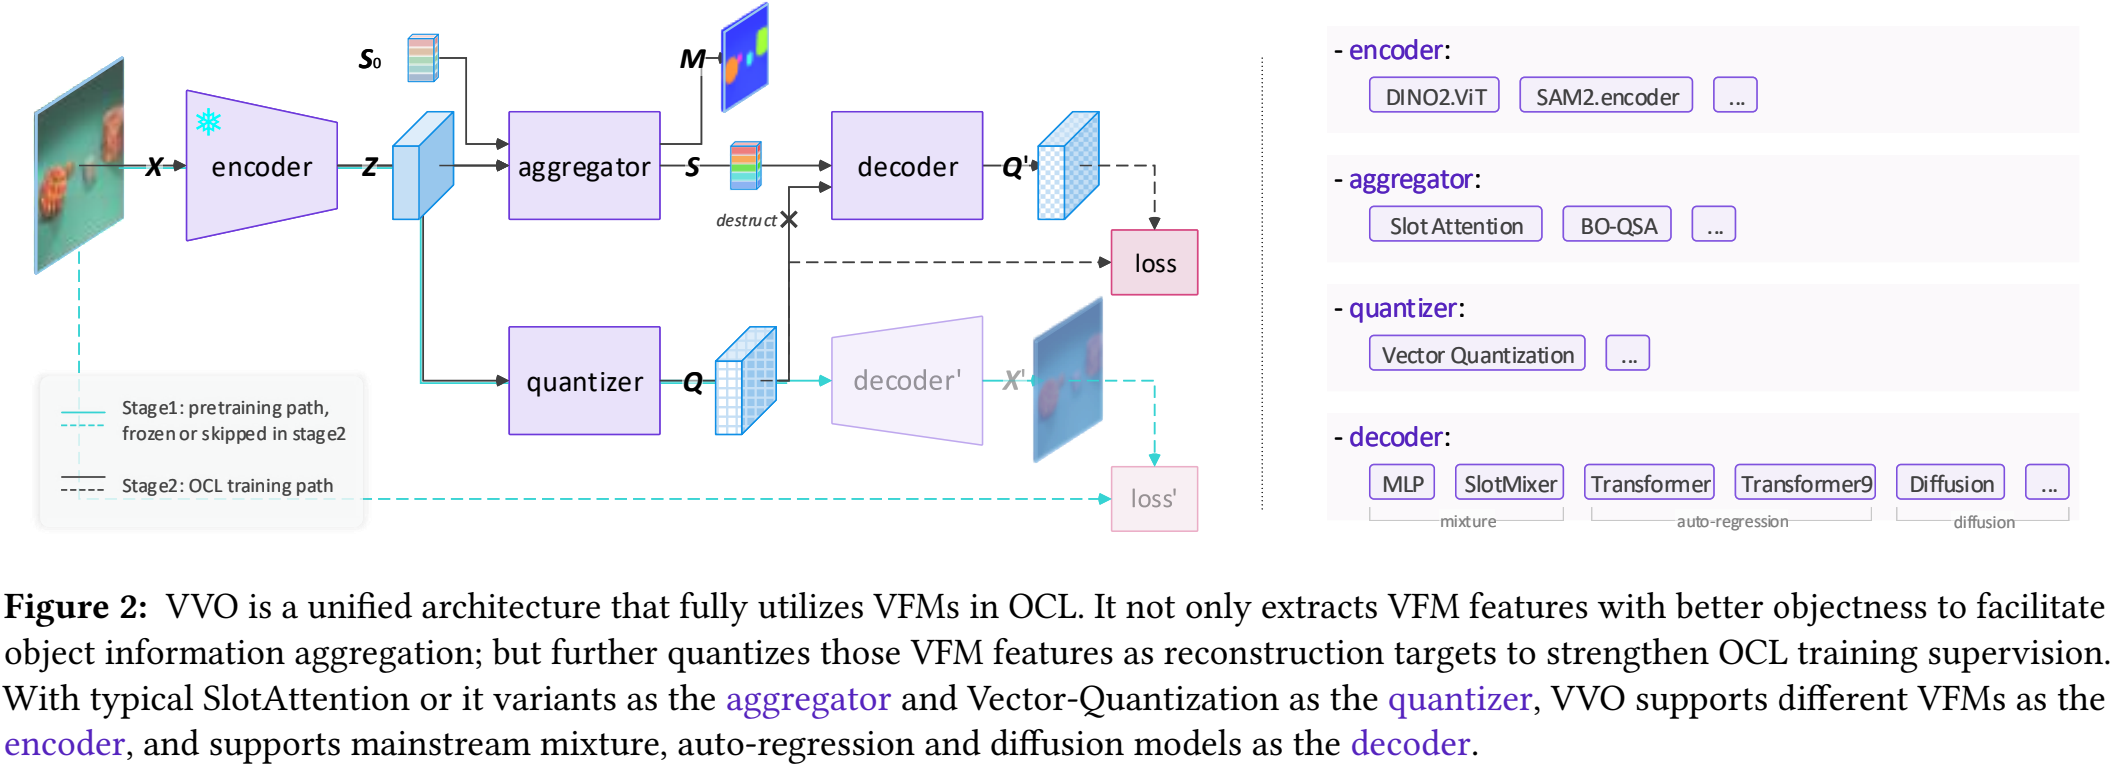 S0
M
X
encoder
Z
aggregator
S
decoder
Q'
destruct
loss
quantizer
Q
decoder'
X'
loss'
Stage1: pretraining path,
frozen or skipped in stage2
Stage2: OCL training path
- encoder:
DINO2.ViT SAM2.encoder ...
- aggregator:
Slot Attention BO-QSA ...
- quantizer:
Vector Quantization ...
- decoder:
MLP SlotMixer Transformer Transformer9 Diffusion ...
mixture auto-regression diffusion
Figure 2: VVO is a unified architecture that fully utilizes VFMs in OCL. It not only extracts VFM features with better objectness to facilitate
object information aggregation; but further quantizes those VFM features as reconstruction targets to strengthen OCL training supervision.
With typical SlotAttention or it variants as the aggregator and Vector-Quantization as the quantizer, VVO supports different VFMs as the
encoder, and supports mainstream mixture, auto-regression and diffusion models as the decoder.